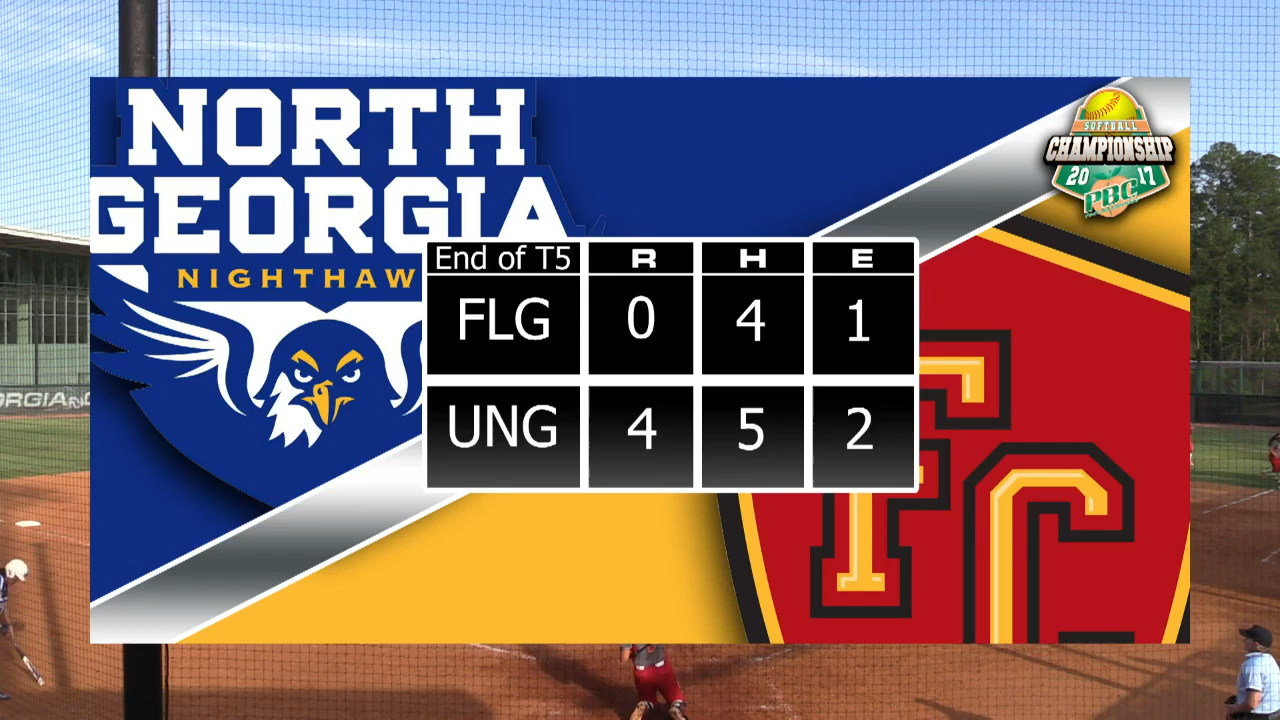 NORTH
GEORGIA
NIGHTHAW
SOFTBALL
CHAMPIONSHIP
20 17
PBC
End of T5 R H E
FLG 0 4 1
UNG 4 5 2
FC